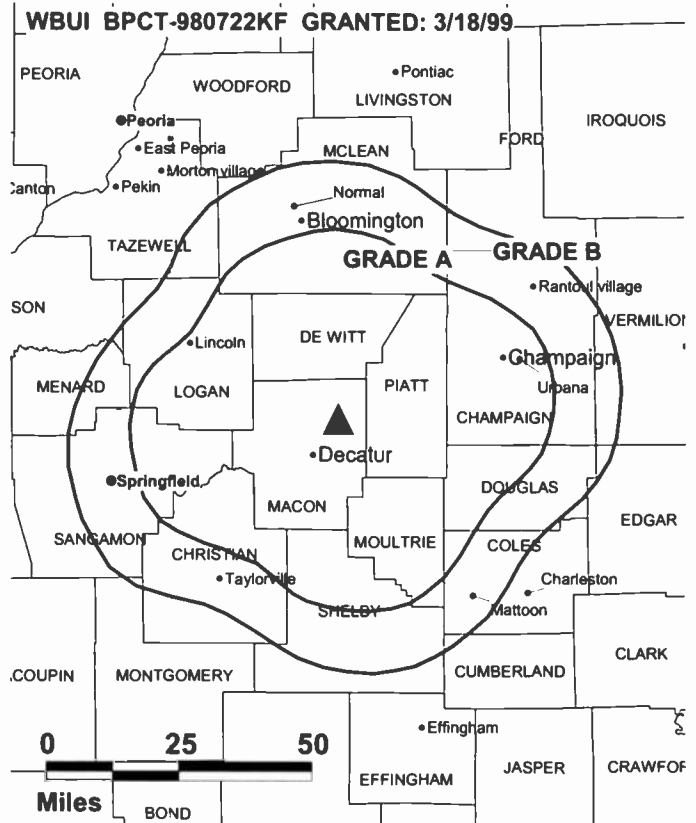 WBUI BPCT-980722KF GRANTED: 3/18/99
PEORIA
Pontiac
WOODFORD
LIVINGSTON
Peoria
IROQUOIS
FORD
East Peoria
MCLEAN
Morton village
Canton
Pekin
Normal
Bloomington
TAZEWELL
GRADE A
GRADE B
Rantoul village
SON
VERMILION
DE WITT
Lincoln
Champaign
MENARD
LOGAN
PIATT
Urbana
CHAMPAIGN
Decatur
Springfield
DOUGLAS
MACON
EDGAR
SANGAMON
MOULTRIE
COLES
CHRISTIAN
Taylorville
Charleston
SHELBY
Mattoon
CLARK
COUPIN
MONTGOMERY
CUMBERLAND
Effingham
0 25 50
JASPER
CRAWFOR
EFFINGHAM
Miles
BOND